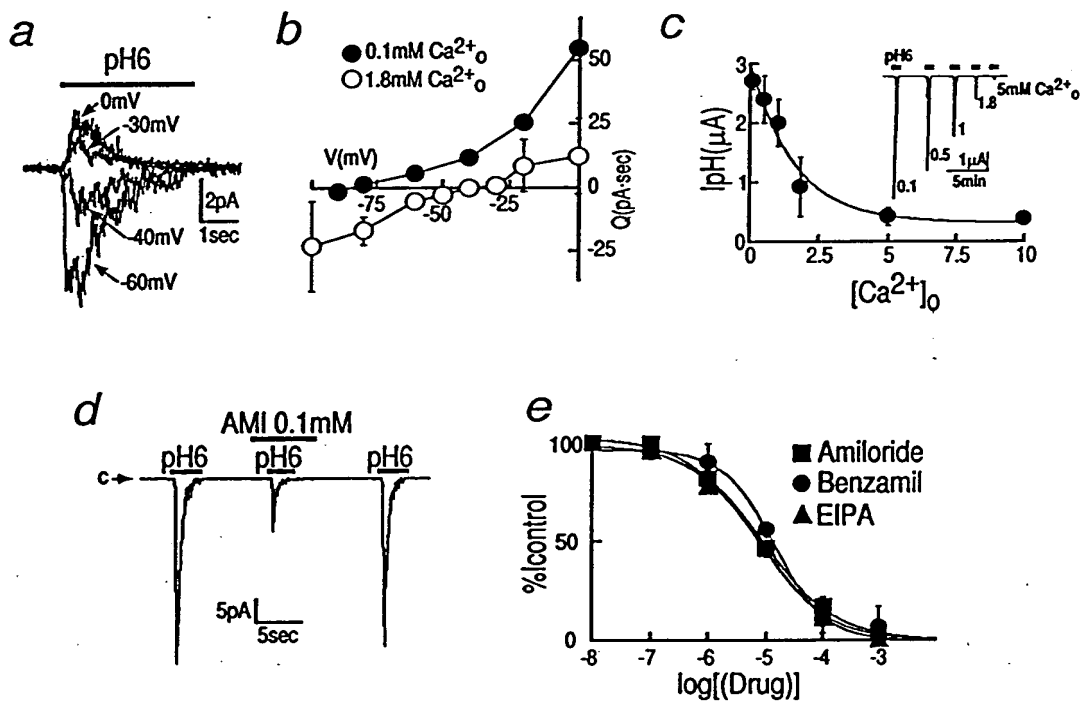 a
pH6
0mV
-30mV
2pA
1sec
-40mV
-60mV
b
0.1mM Ca2+o
1.8mM Ca2+o
V(mV)
-75
-50
-25
50
25
0
-25
Q(pA·sec)
c
IpH(μA)
3
2
1
0
0
2.5
5
7.5
10
[Ca2+]o
pH6
5mM Ca2+o
1.8
1
0.5
0.1
1μA
5min
d
AMI 0.1mM
pH6
pH6
pH6
c
5pA
5sec
e
%Icontrol
100
50
0
-8
-7
-6
-5
-4
-3
log[(Drug)]
Amiloride
Benzamil
EIPA